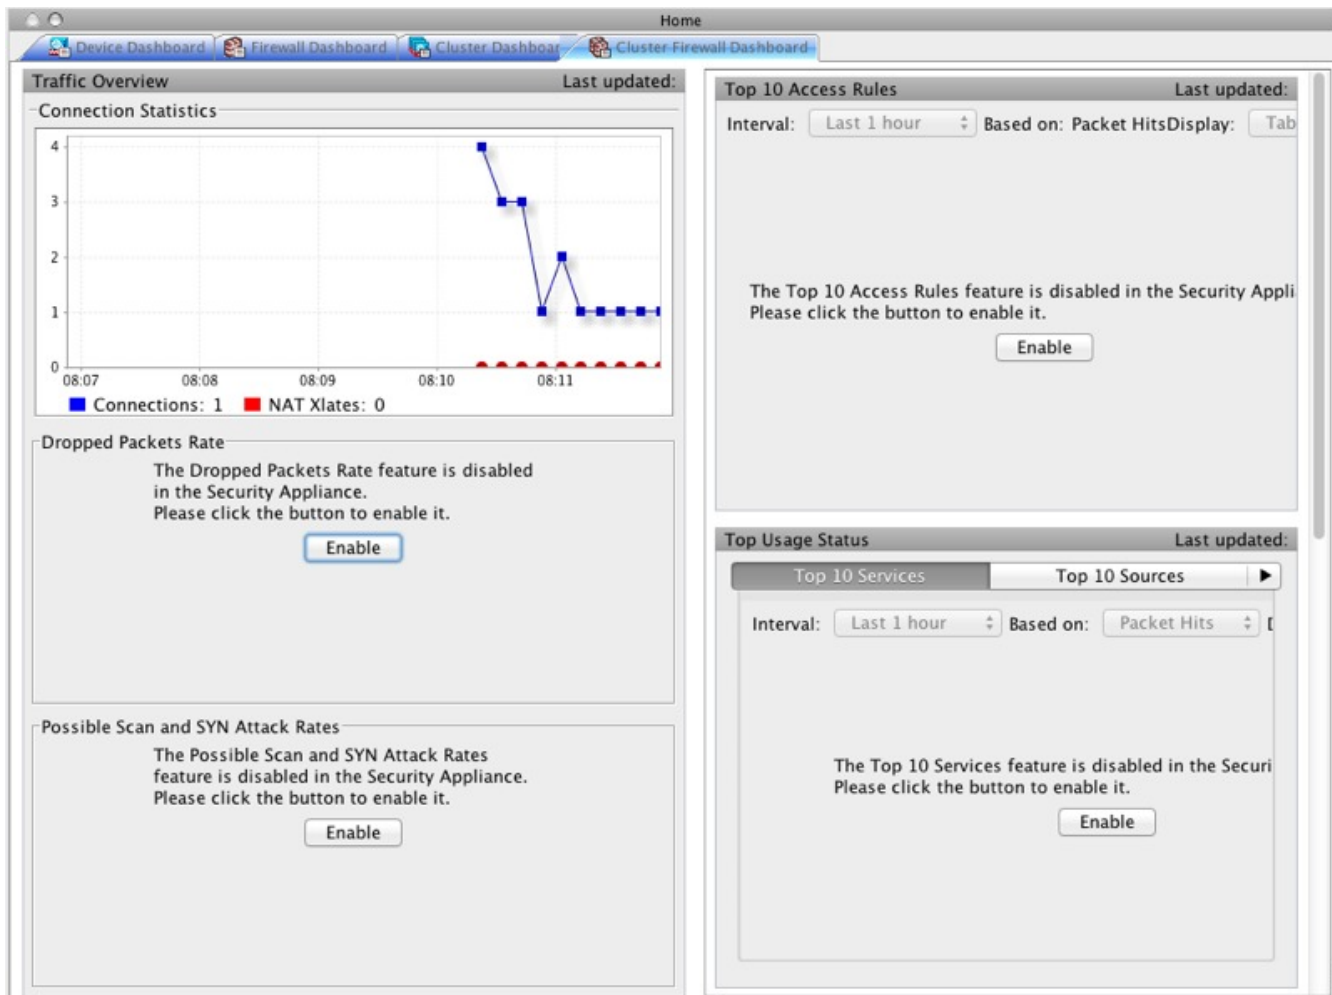 Home
Device Dashboard
Firewall Dashboard
Cluster Dashboar
Cluster Firewall Dashboard
Traffic Overview
Last updated:
Connection Statistics
4
3
2
1
0
08:07
08:08
08:09
08:10
08:11
Connections: 1
NAT Xlates: 0
Dropped Packets Rate
The Dropped Packets Rate feature is disabled
in the Security Appliance.
Please click the button to enable it.
Enable
Possible Scan and SYN Attack Rates
The Possible Scan and SYN Attack Rates
feature is disabled in the Security Appliance.
Please click the button to enable it.
Enable
Top 10 Access Rules
Last updated:
Interval: Last 1 hour Based on: Packet HitsDisplay: Tab
The Top 10 Access Rules feature is disabled in the Security Appli
Please click the button to enable it.
Enable
Top Usage Status
Last updated:
Top 10 Services
Top 10 Sources
Interval: Last 1 hour Based on: Packet Hits
The Top 10 Services feature is disabled in the Securi
Please click the button to enable it.
Enable